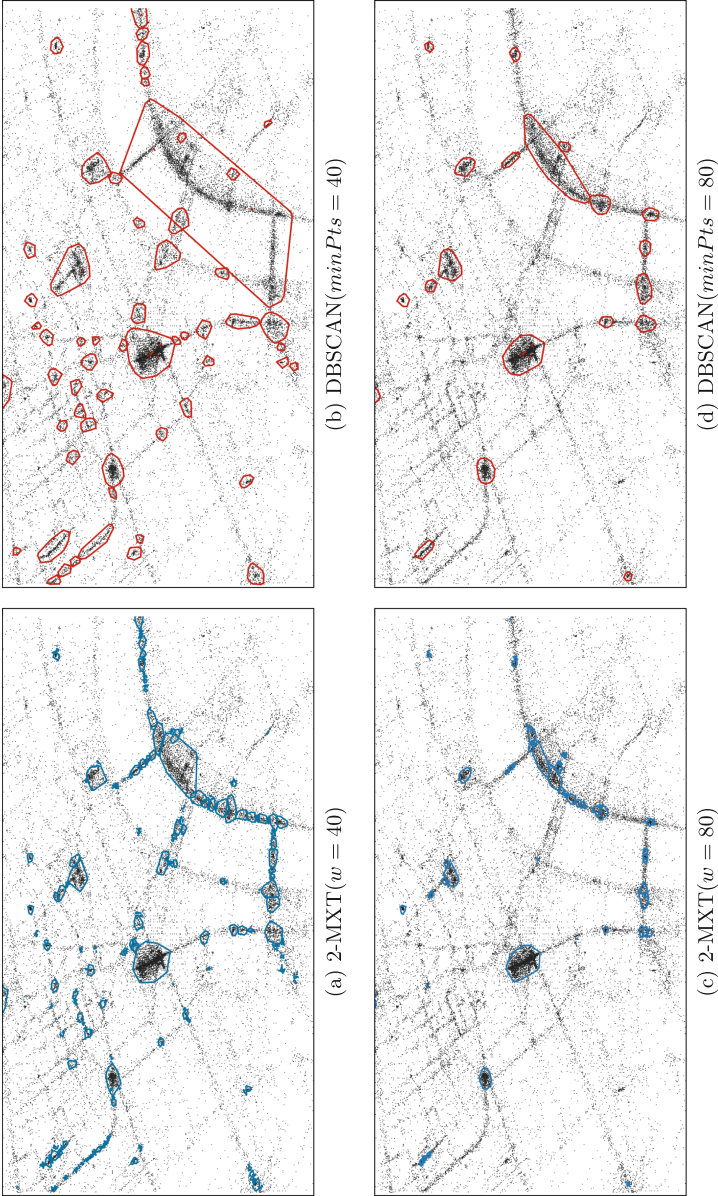 (a) 2-MXT(w = 40)
(b) DBSCAN(minPts = 40)
(c) 2-MXT(w = 80)
(d) DBSCAN(minPts = 80)